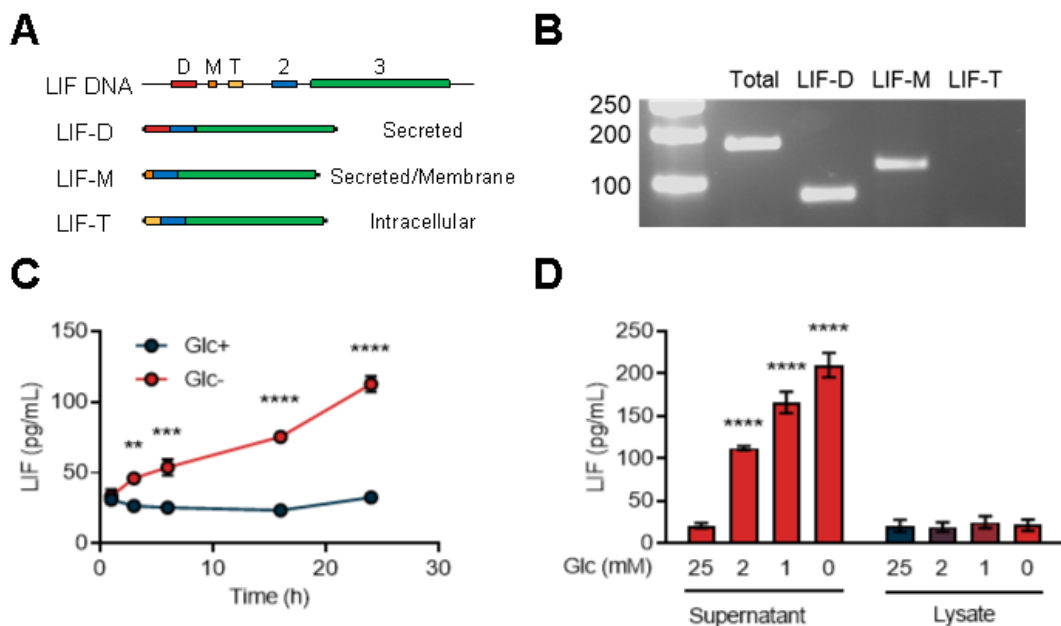 A
D M T 2 3
LIF DNA
LIF-D Secreted
LIF-M Secreted/Membrane
LIF-T Intracellular
B
Total LIF-D LIF-M LIF-T
250
200
100
C
150
100
50
0
LIF (pg/mL)
Glc+
Glc-
**
***
****
****
0 10 20 30
Time (h)
D
250
200
150
100
50
0
LIF (pg/mL)
****
****
****
Glc (mM) 25 2 1 0 25 2 1 0
Supernatant Lysate